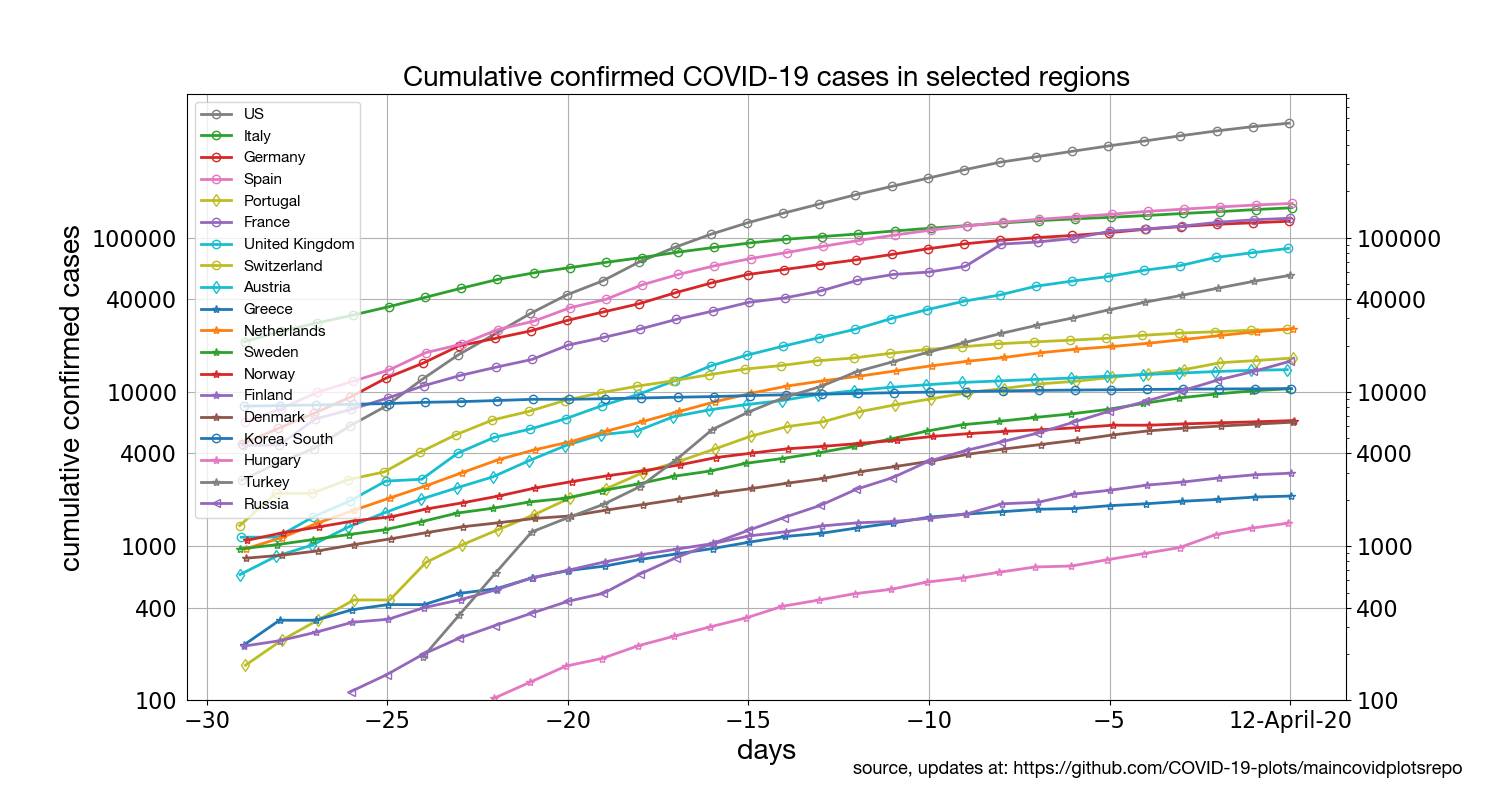 Cumulative confirmed COVID-19 cases in selected regions
US
Italy
Germany
Spain
Portugal
France
United Kingdom
Switzerland
Austria
Greece
Netherlands
Sweden
Norway
Finland
Denmark
Korea, South
Hungary
Turkey
Russia
cumulative confirmed cases
100000
40000
10000
4000
1000
400
100
100000
40000
10000
4000
1000
400
100
−30
−25
−20
−15
−10
−5
12-April-20
days
source, updates at: https://github.com/COVID-19-plots/maincovidplotsrepo